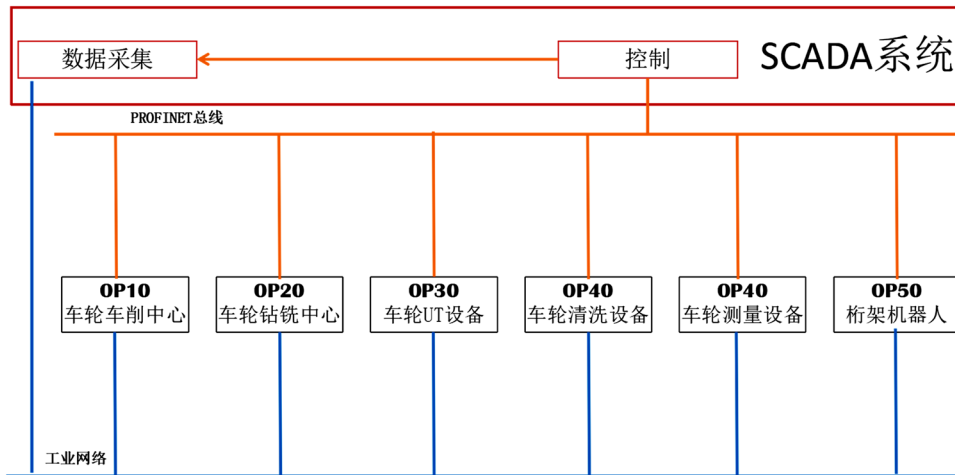 数据采集
控制
SCADA系统
PROFINET总线
OP10
车轮车削中心
OP20
车轮钻铣中心
OP30
车轮UT设备
OP40
车轮清洗设备
OP40
车轮测量设备
OP50
桁架机器人
工业网络